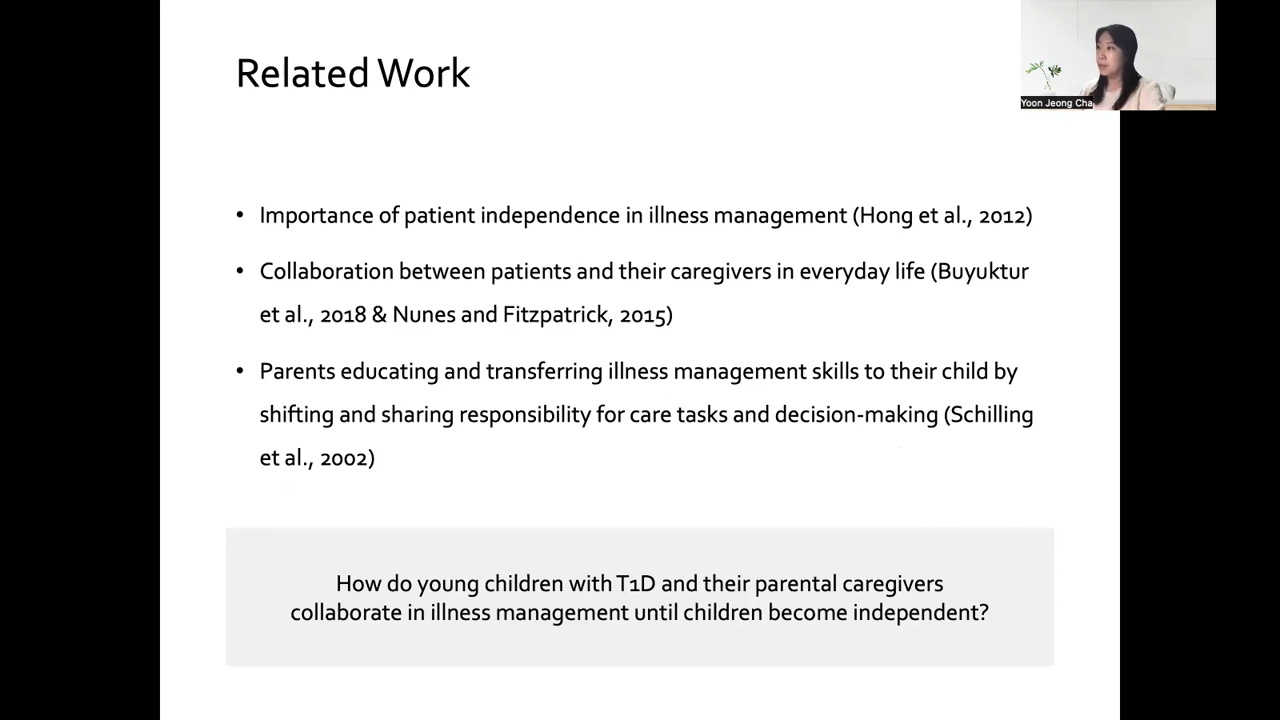 Related Work
Yoon Jeong Cha
• Importance of patient independence in illness management (Hong et al., 2012)
• Collaboration between patients and their caregivers in everyday life (Buyuktur
et al., 2018 & Nunes and Fitzpatrick, 2015)
• Parents educating and transferring illness management skills to their child by
shifting and sharing responsibility for care tasks and decision-making (Schilling
et al., 2002)
How do young children with T1D and their parental caregivers
collaborate in illness management until children become independent?